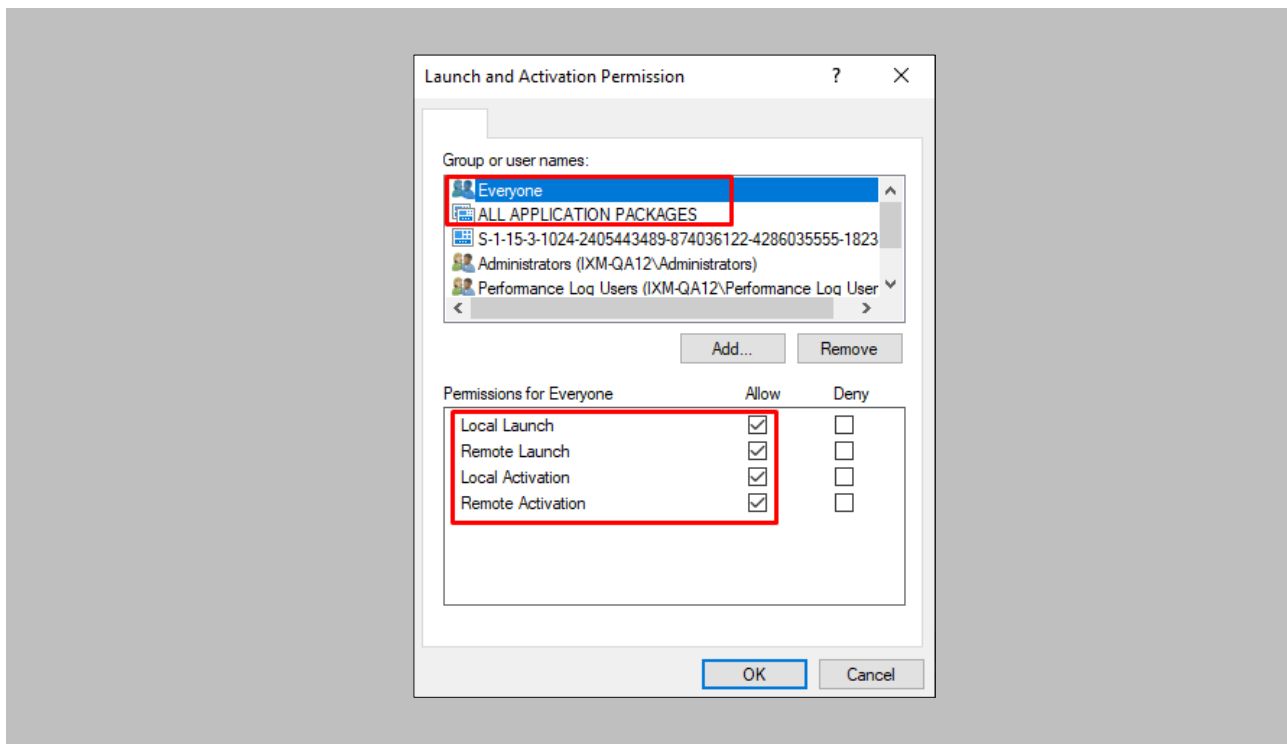 Launch and Activation Permission ?
Group or user names:
Everyone
ALL APPLICATION PACKAGES
S-1-15-3-1024-2405443489-874036122-4286035555-1823
Administrators (IXM-QA12\Administrators)
Performance Log Users (IXM-QA12\Performance Log User
Add... Remove
Permissions for Everyone Allow Deny
Local Launch
Remote Launch
Local Activation
Remote Activation
OK Cancel